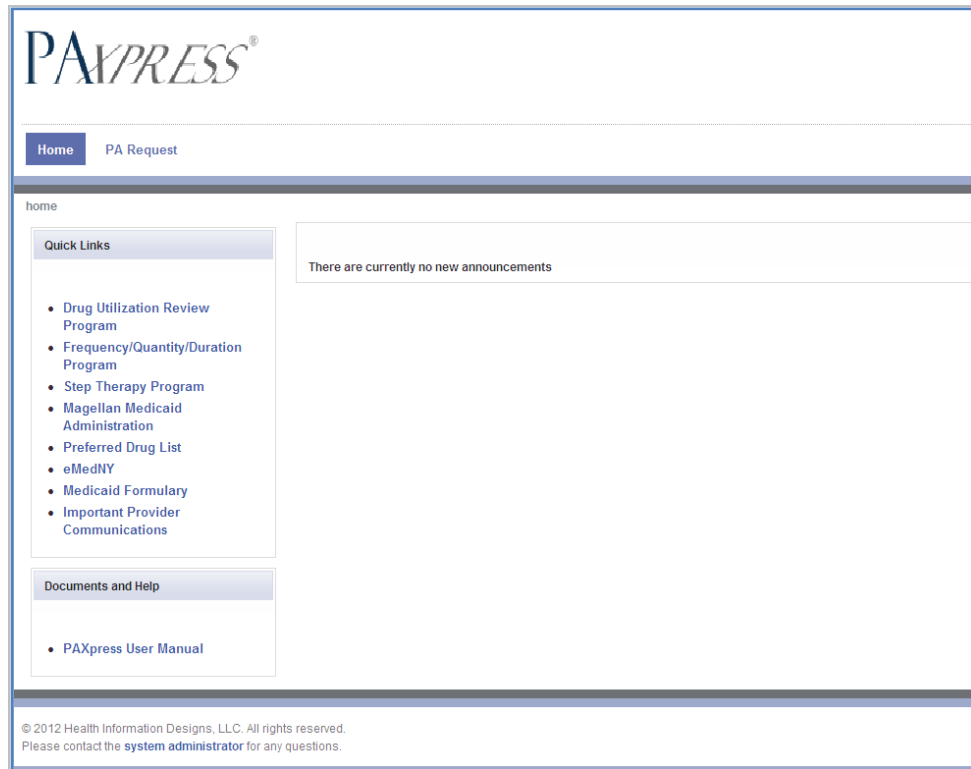 PAXPRESS®
Home PA Request
home
Quick Links
There are currently no new announcements
• Drug Utilization Review
Program
• Frequency/Quantity/Duration
Program
• Step Therapy Program
• Magellan Medicaid
Administration
• Preferred Drug List
• eMedNY
• Medicaid Formulary
• Important Provider
Communications
Documents and Help
• PAXpress User Manual
© 2012 Health Information Designs, LLC. All rights reserved.
Please contact the system administrator for any questions.